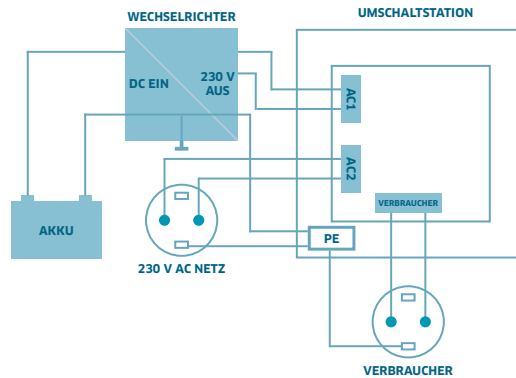 WECHSELRICHTER
UMSCHALTSTATION
DC EIN
230 V
AUS
AC1
AC2
VERBRAUCHER
AKKU
PE
230 V AC NETZ
VERBRAUCHER